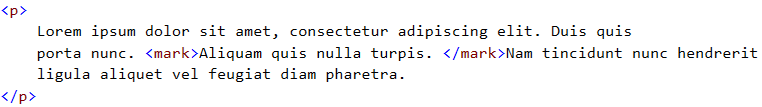 <p>
Lorem ipsum dolor sit amet, consectetur adipiscing elit. Duis quis
porta nunc. <mark>Aliquam quis nulla turpis. </mark>Nam tincidunt nunc hendrerit
ligula aliquet vel feugiat diam pharetra.
</p>